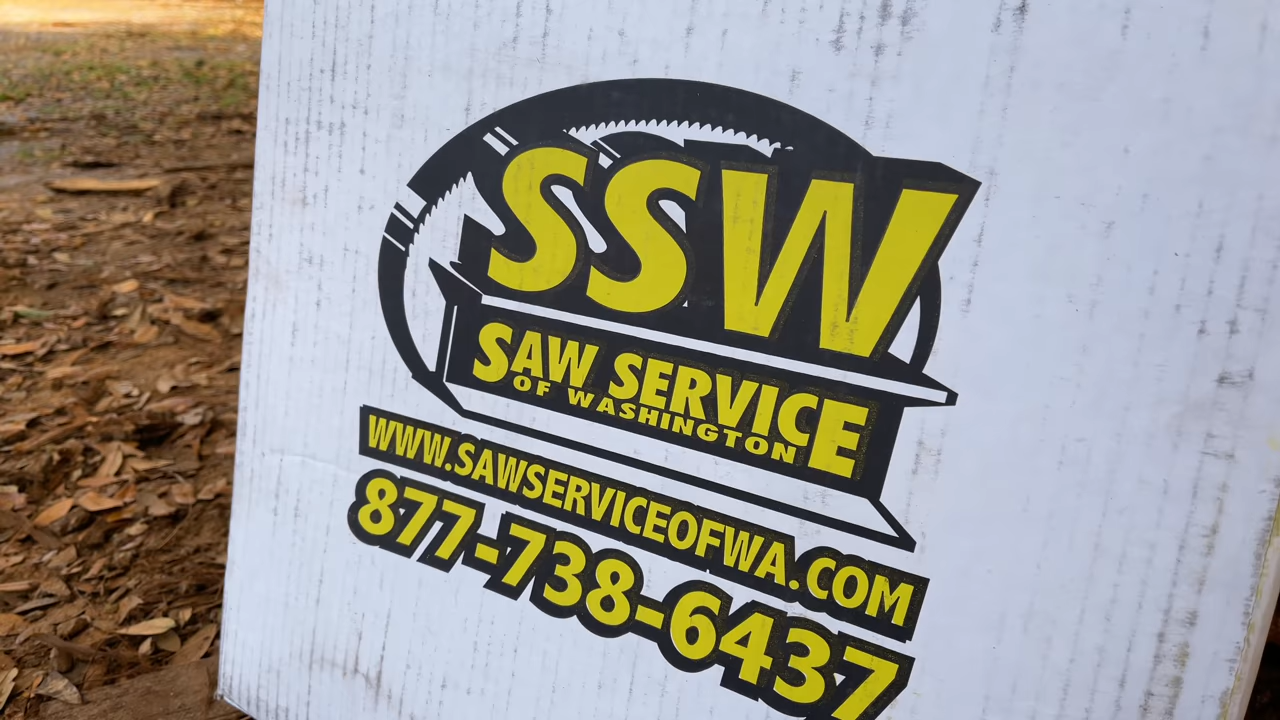 SSW
SAW SERVICE
OF WASHINGTON
WWW.SAWSERVICEOFWA.COM
877-738-6437